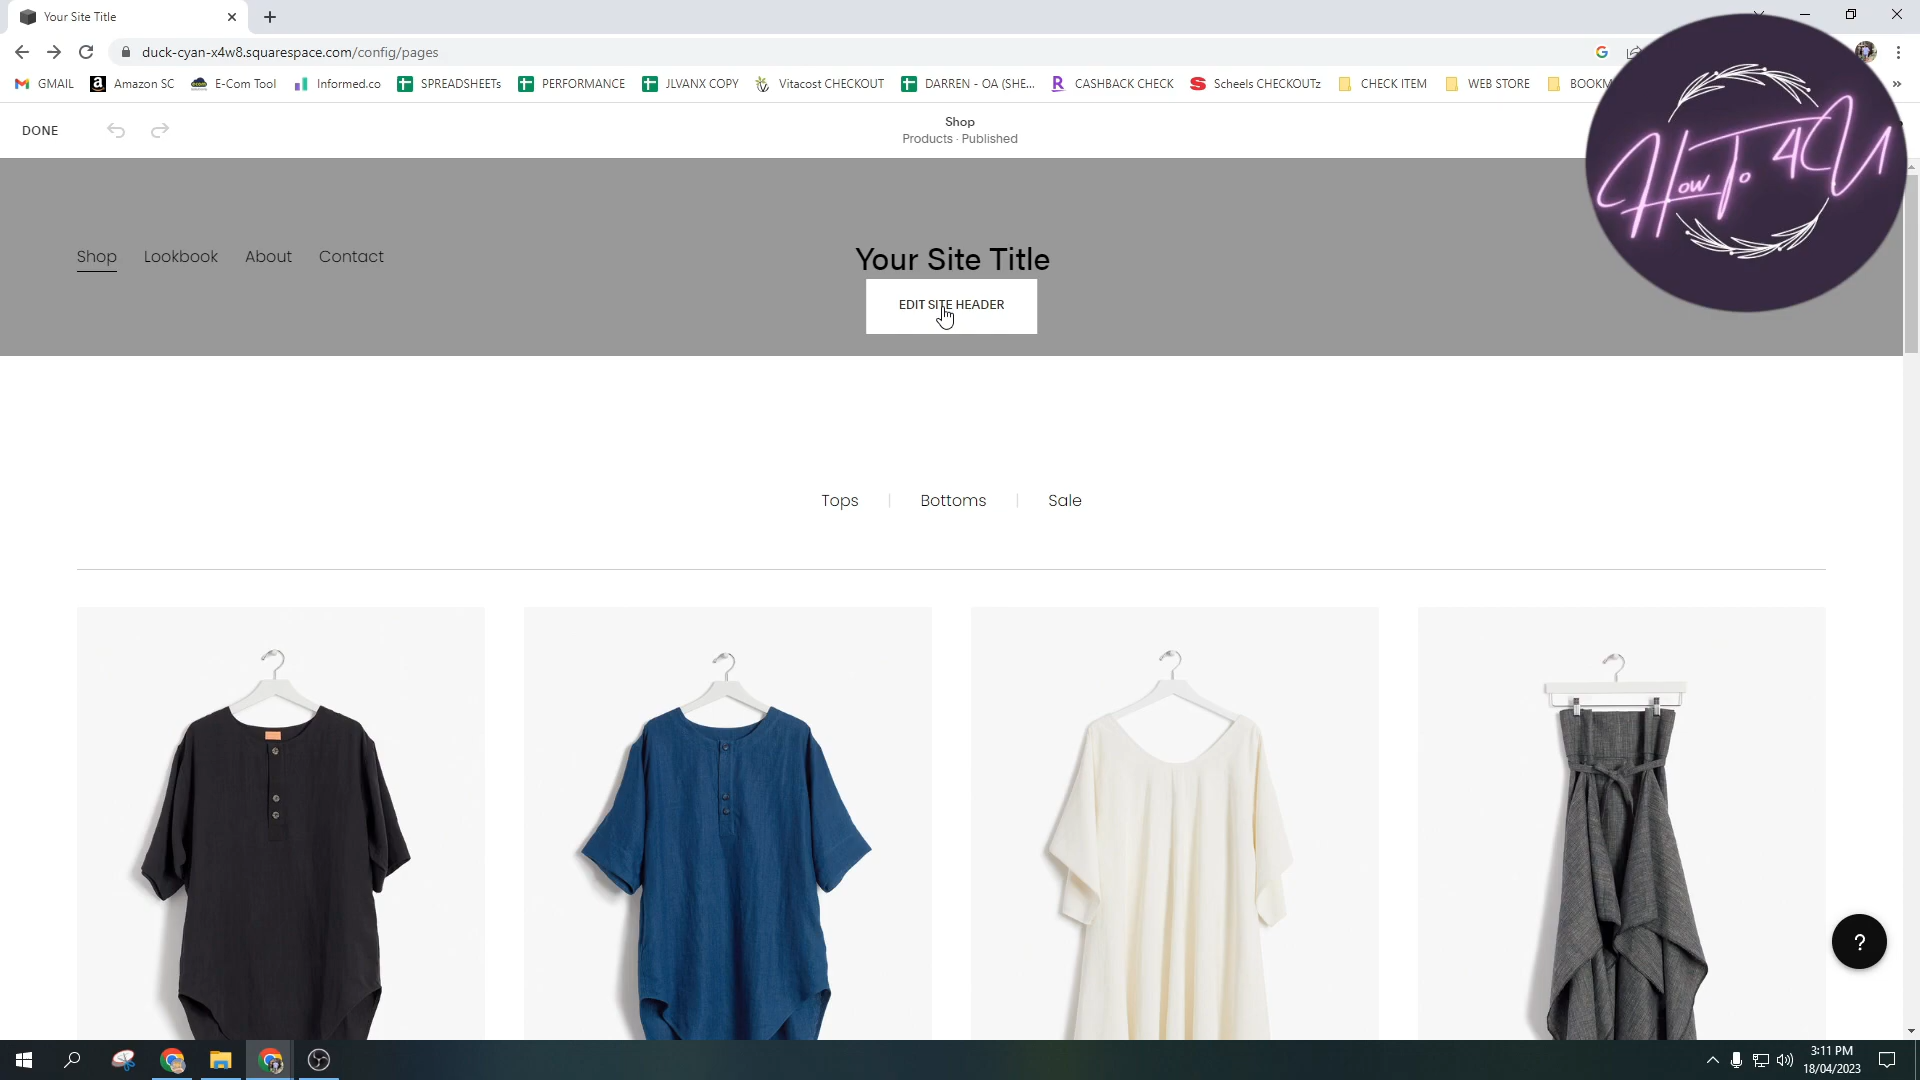 Your Site Title
duck-cyan-x4w8.squarespace.com/config/pages
GMAIL Amazon SC E-Com Tool Informed.co SPREADSHEETs PERFORMANCE JLVANX COPY Vitacost CHECKOUT DARREN - OA (SHE... CASHBACK CHECK Scheels CHECKOUTz CHECK ITEM WEB STORE BOOKM
DONE
Shop
Products · Published
How To 4U
Shop Lookbook About Contact
Your Site Title
EDIT SITE HEADER
Tops | Bottoms | Sale
?
3:11 PM
18/04/2023